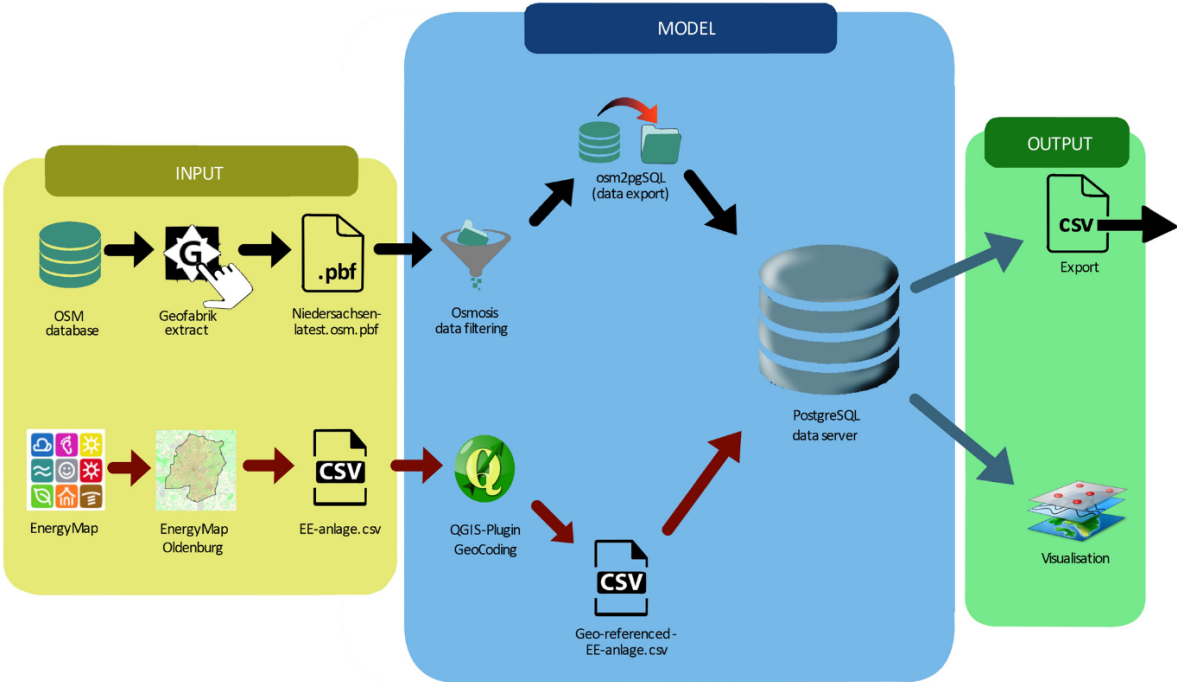 MODEL
INPUT
OUTPUT
osm2pgSQL
(data export)
G
.pbf
CSV
OSM
database
Geofabrik
extract
Niedersachsen-
latest.osm.pbf
Osmosis
data filtering
Export
PostgreSQL
data server
CSV
EnergyMap
EnergyMap
Oldenburg
EE-anlage.csv
QGIS-Plugin
GeoCoding
CSV
Geo-referenced-
EE-anlage.csv
Visualisation